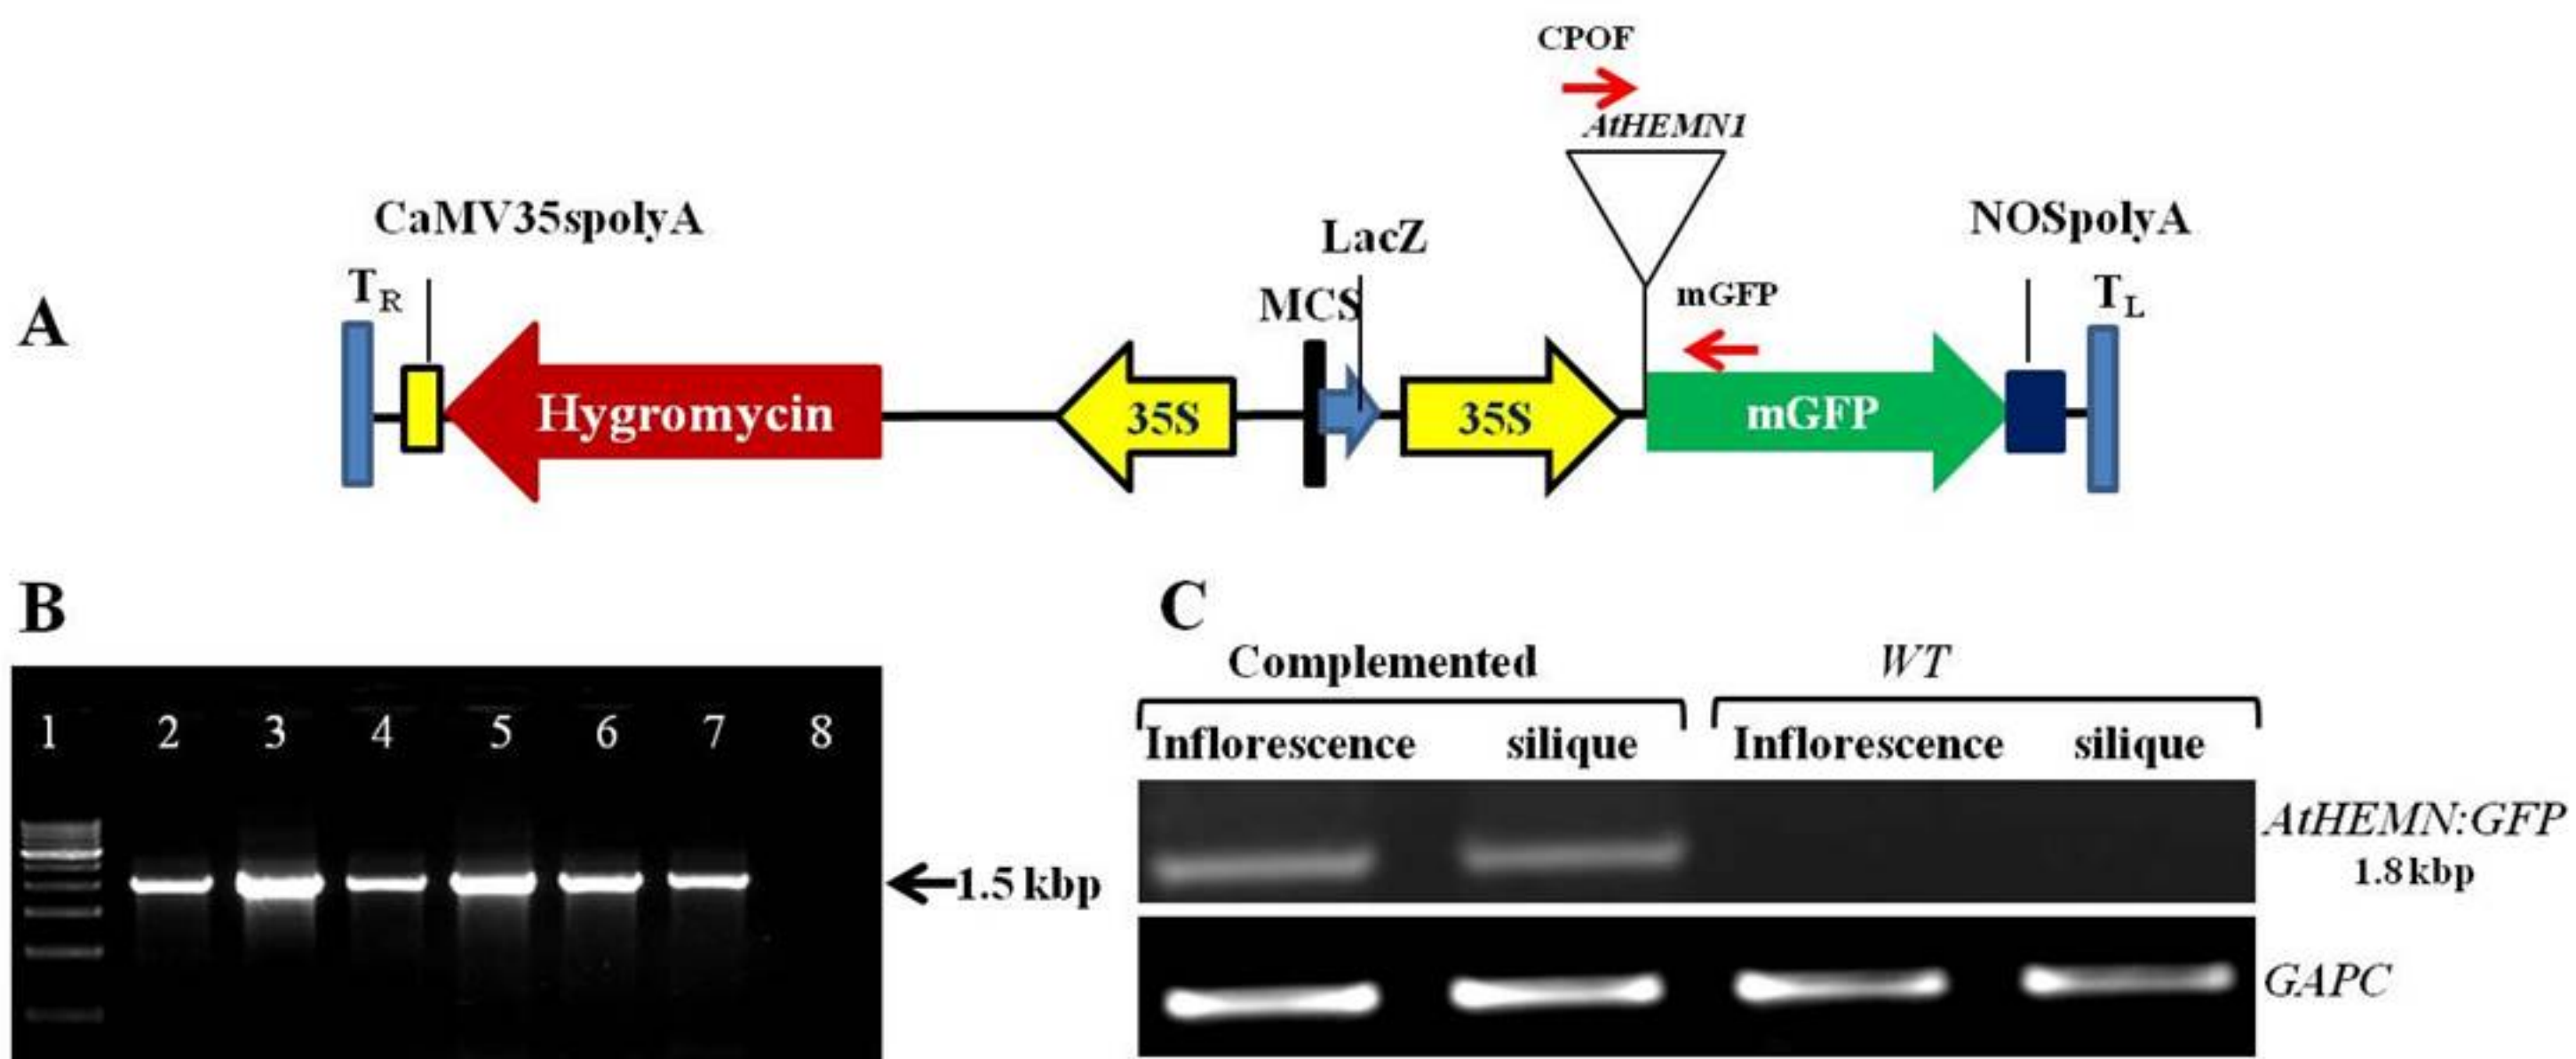 CPOF
AtHEMN1
CaMV35spolyA
LacZ
NOSpolyA
TR
MCS
mGFP
TL
A
Hygromycin
35S
35S
mGFP
B
C
Complemented
WT
1 2 3 4 5 6 7 8
Inflorescence silique Inflorescence silique
AtHEMN:GFP
1.8 kbp
1.5 kbp
GAPC